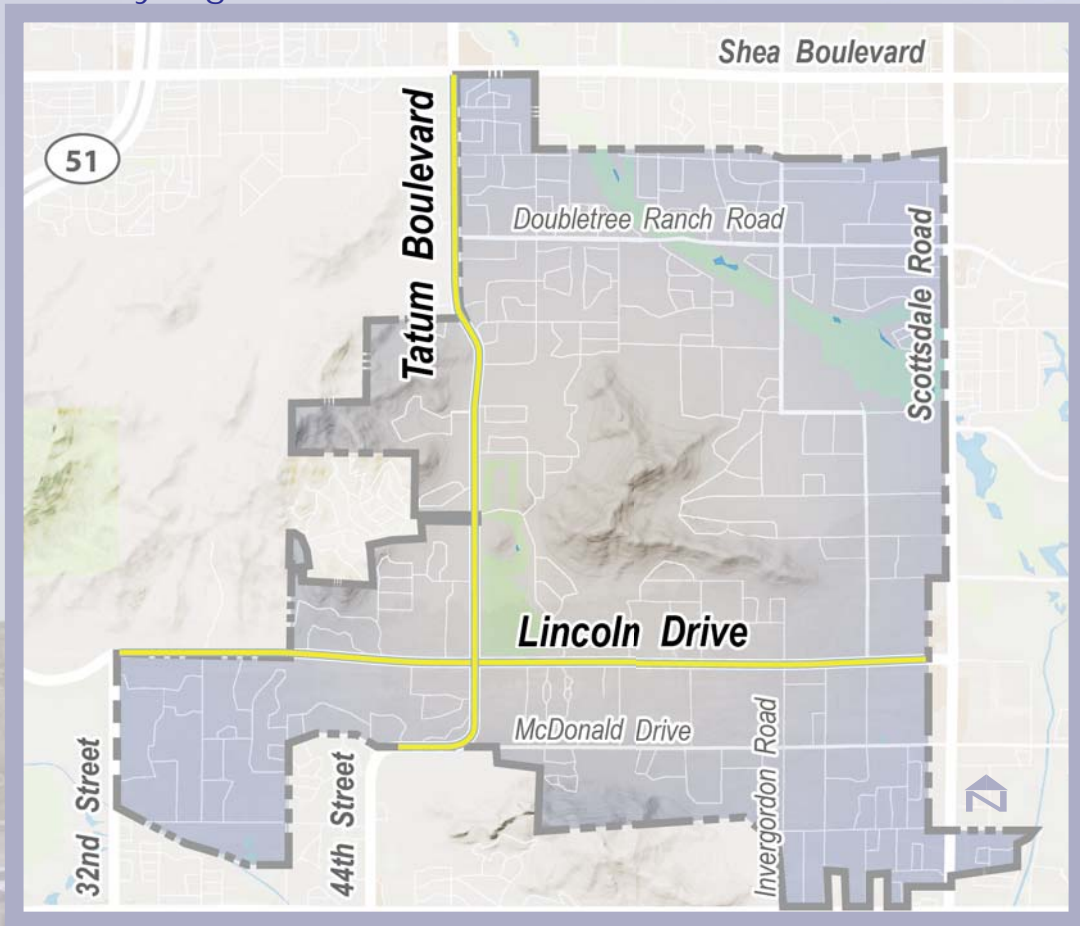 Shea Boulevard
51
Tatum Boulevard
Doubletree Ranch Road
Scottsdale Road
Lincoln Drive
McDonald Drive
Invergordon Road
32nd Street
44th Street
N